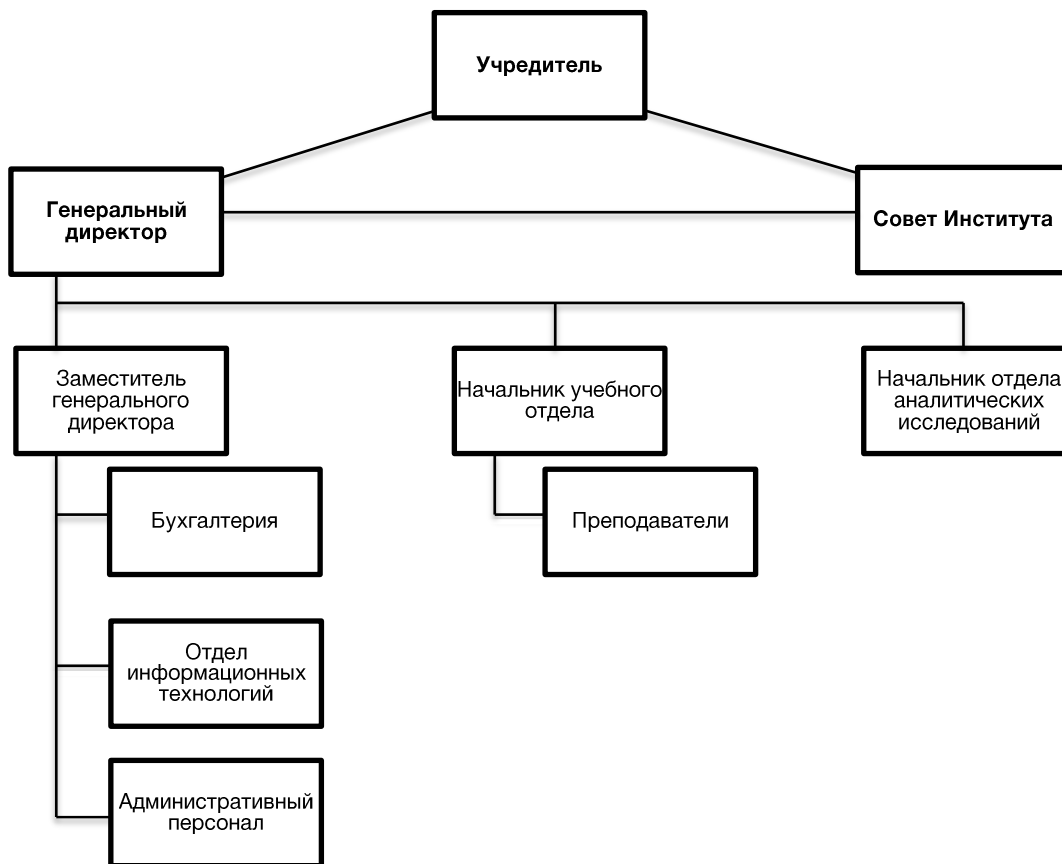 Учредитель
Генеральный
директор
Совет Института
Заместитель
генерального
директора
Начальник учебного
отдела
Начальник отдела
аналитических
исследований
Бухгалтерия
Преподаватели
Отдел
информационных
технологий
Административный
персонал